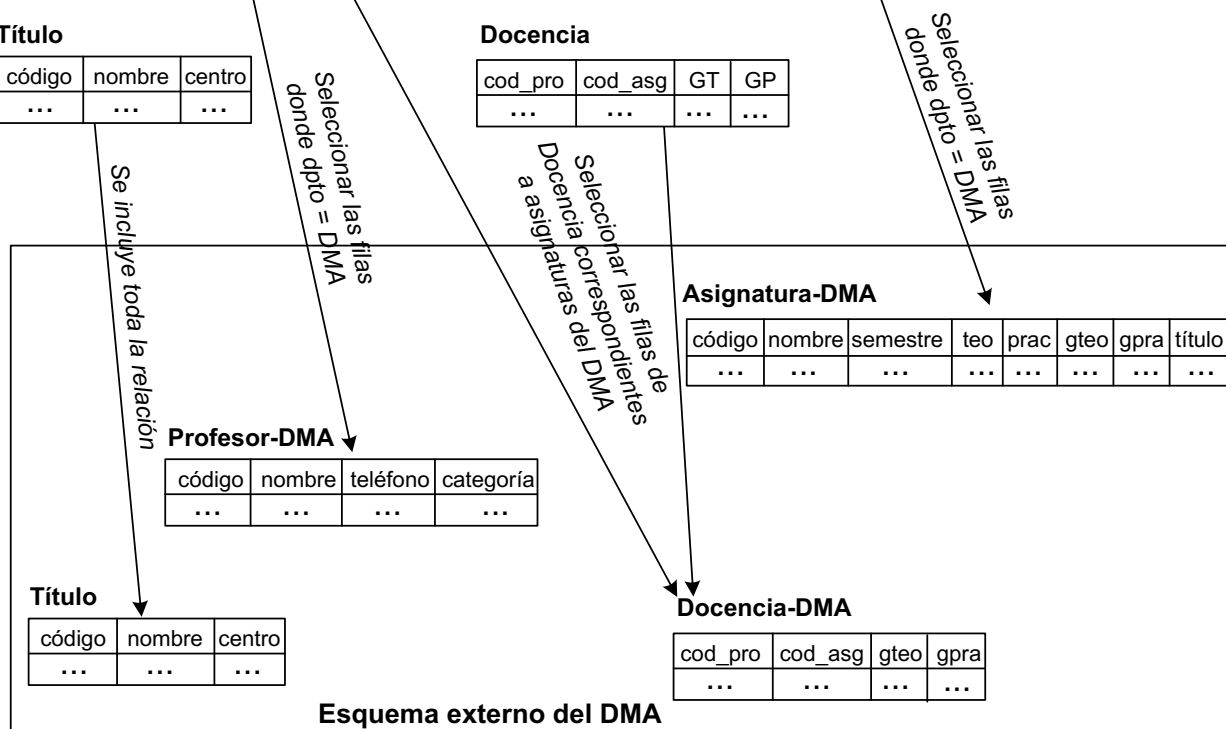 Título
código nombre centro
... ... ...
Docencia
cod_pro cod_asg GT GP
... ... ... ...
Se incluye toda la relación
Seleccionar las filas
donde dpto = DMA
Seleccionar las filas de
Docencia correspondientes
a asignaturas del DMA
Seleccionar las filas
donde dpto = DMA
Asignatura-DMA
código nombre semestre teo prac gteo gpra título
... ... ... ... ... ... ... ...
Profesor-DMA
código nombre teléfono categoría
... ... ... ...
Título
código nombre centro
... ... ...
Docencia-DMA
cod_pro cod_asg gteo gpra
... ... ... ...
Esquema externo del DMA